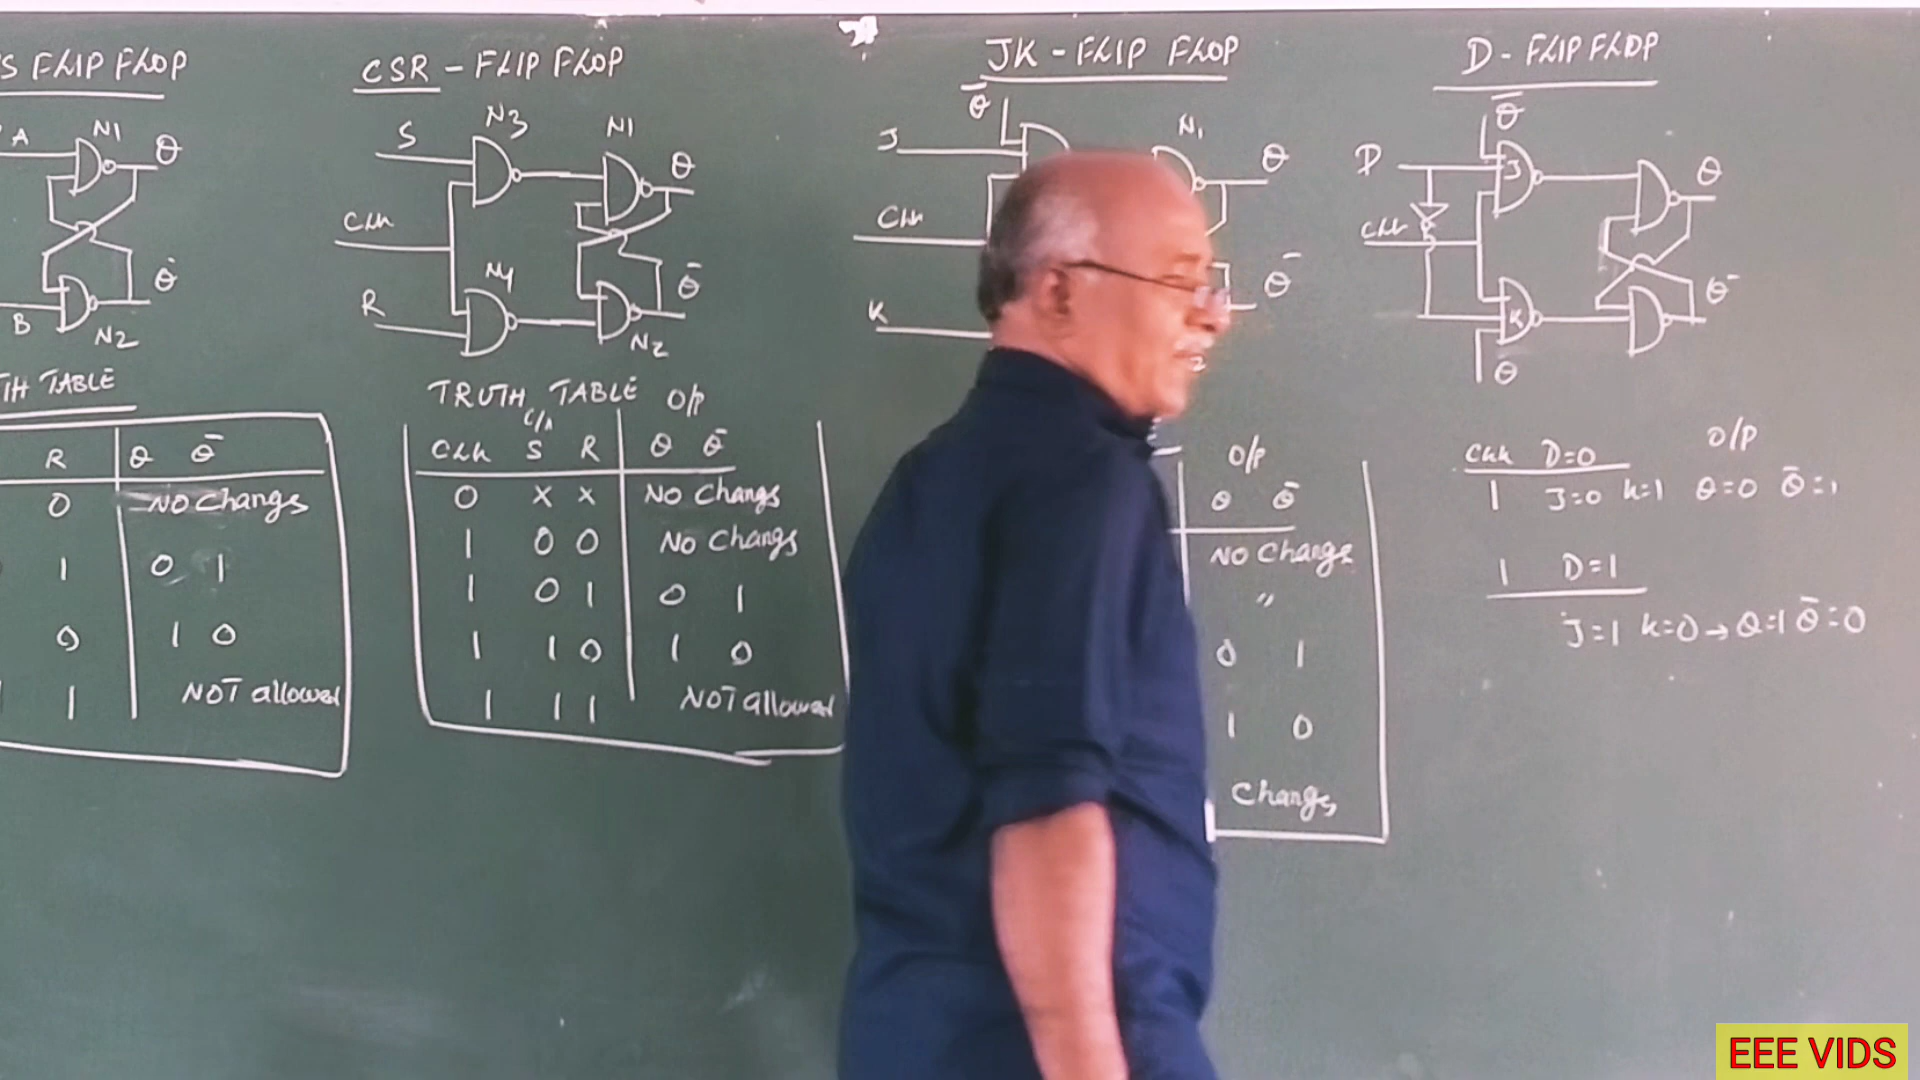 S FLIP FLOP
A
N1
Q
Q̄
B
N2
TH TABLE
R Q Q̄
0 NO Change
1 0 1
0 1 0
1 NOT allowed
CSR - FLIP FLOP
S
N3
N1
Q
Clk
N4
R
Q̄
N2
TRUTH TABLE O/P
Clk S R Q Q̄
0 X X NO Change
1 0 0 NO Change
1 0 1 0 1
1 1 0 1 0
1 1 1 NOT allowed
JK - FLIP FLOP
Q̄
J
N1
Q
Clk
Q̄
K
2
O/P
Q Q̄
NO Change
"
0 1
1 0
Change
D - FLIP FLOP
Q̄
D
J
Q
Clk
Q̄
K
Q
O/P
Clk D=0
1 J=0 K=1 Q=0 Q̄=1
1 D=1
J=1 K=0 → Q=1 Q̄=0
EEE VIDS